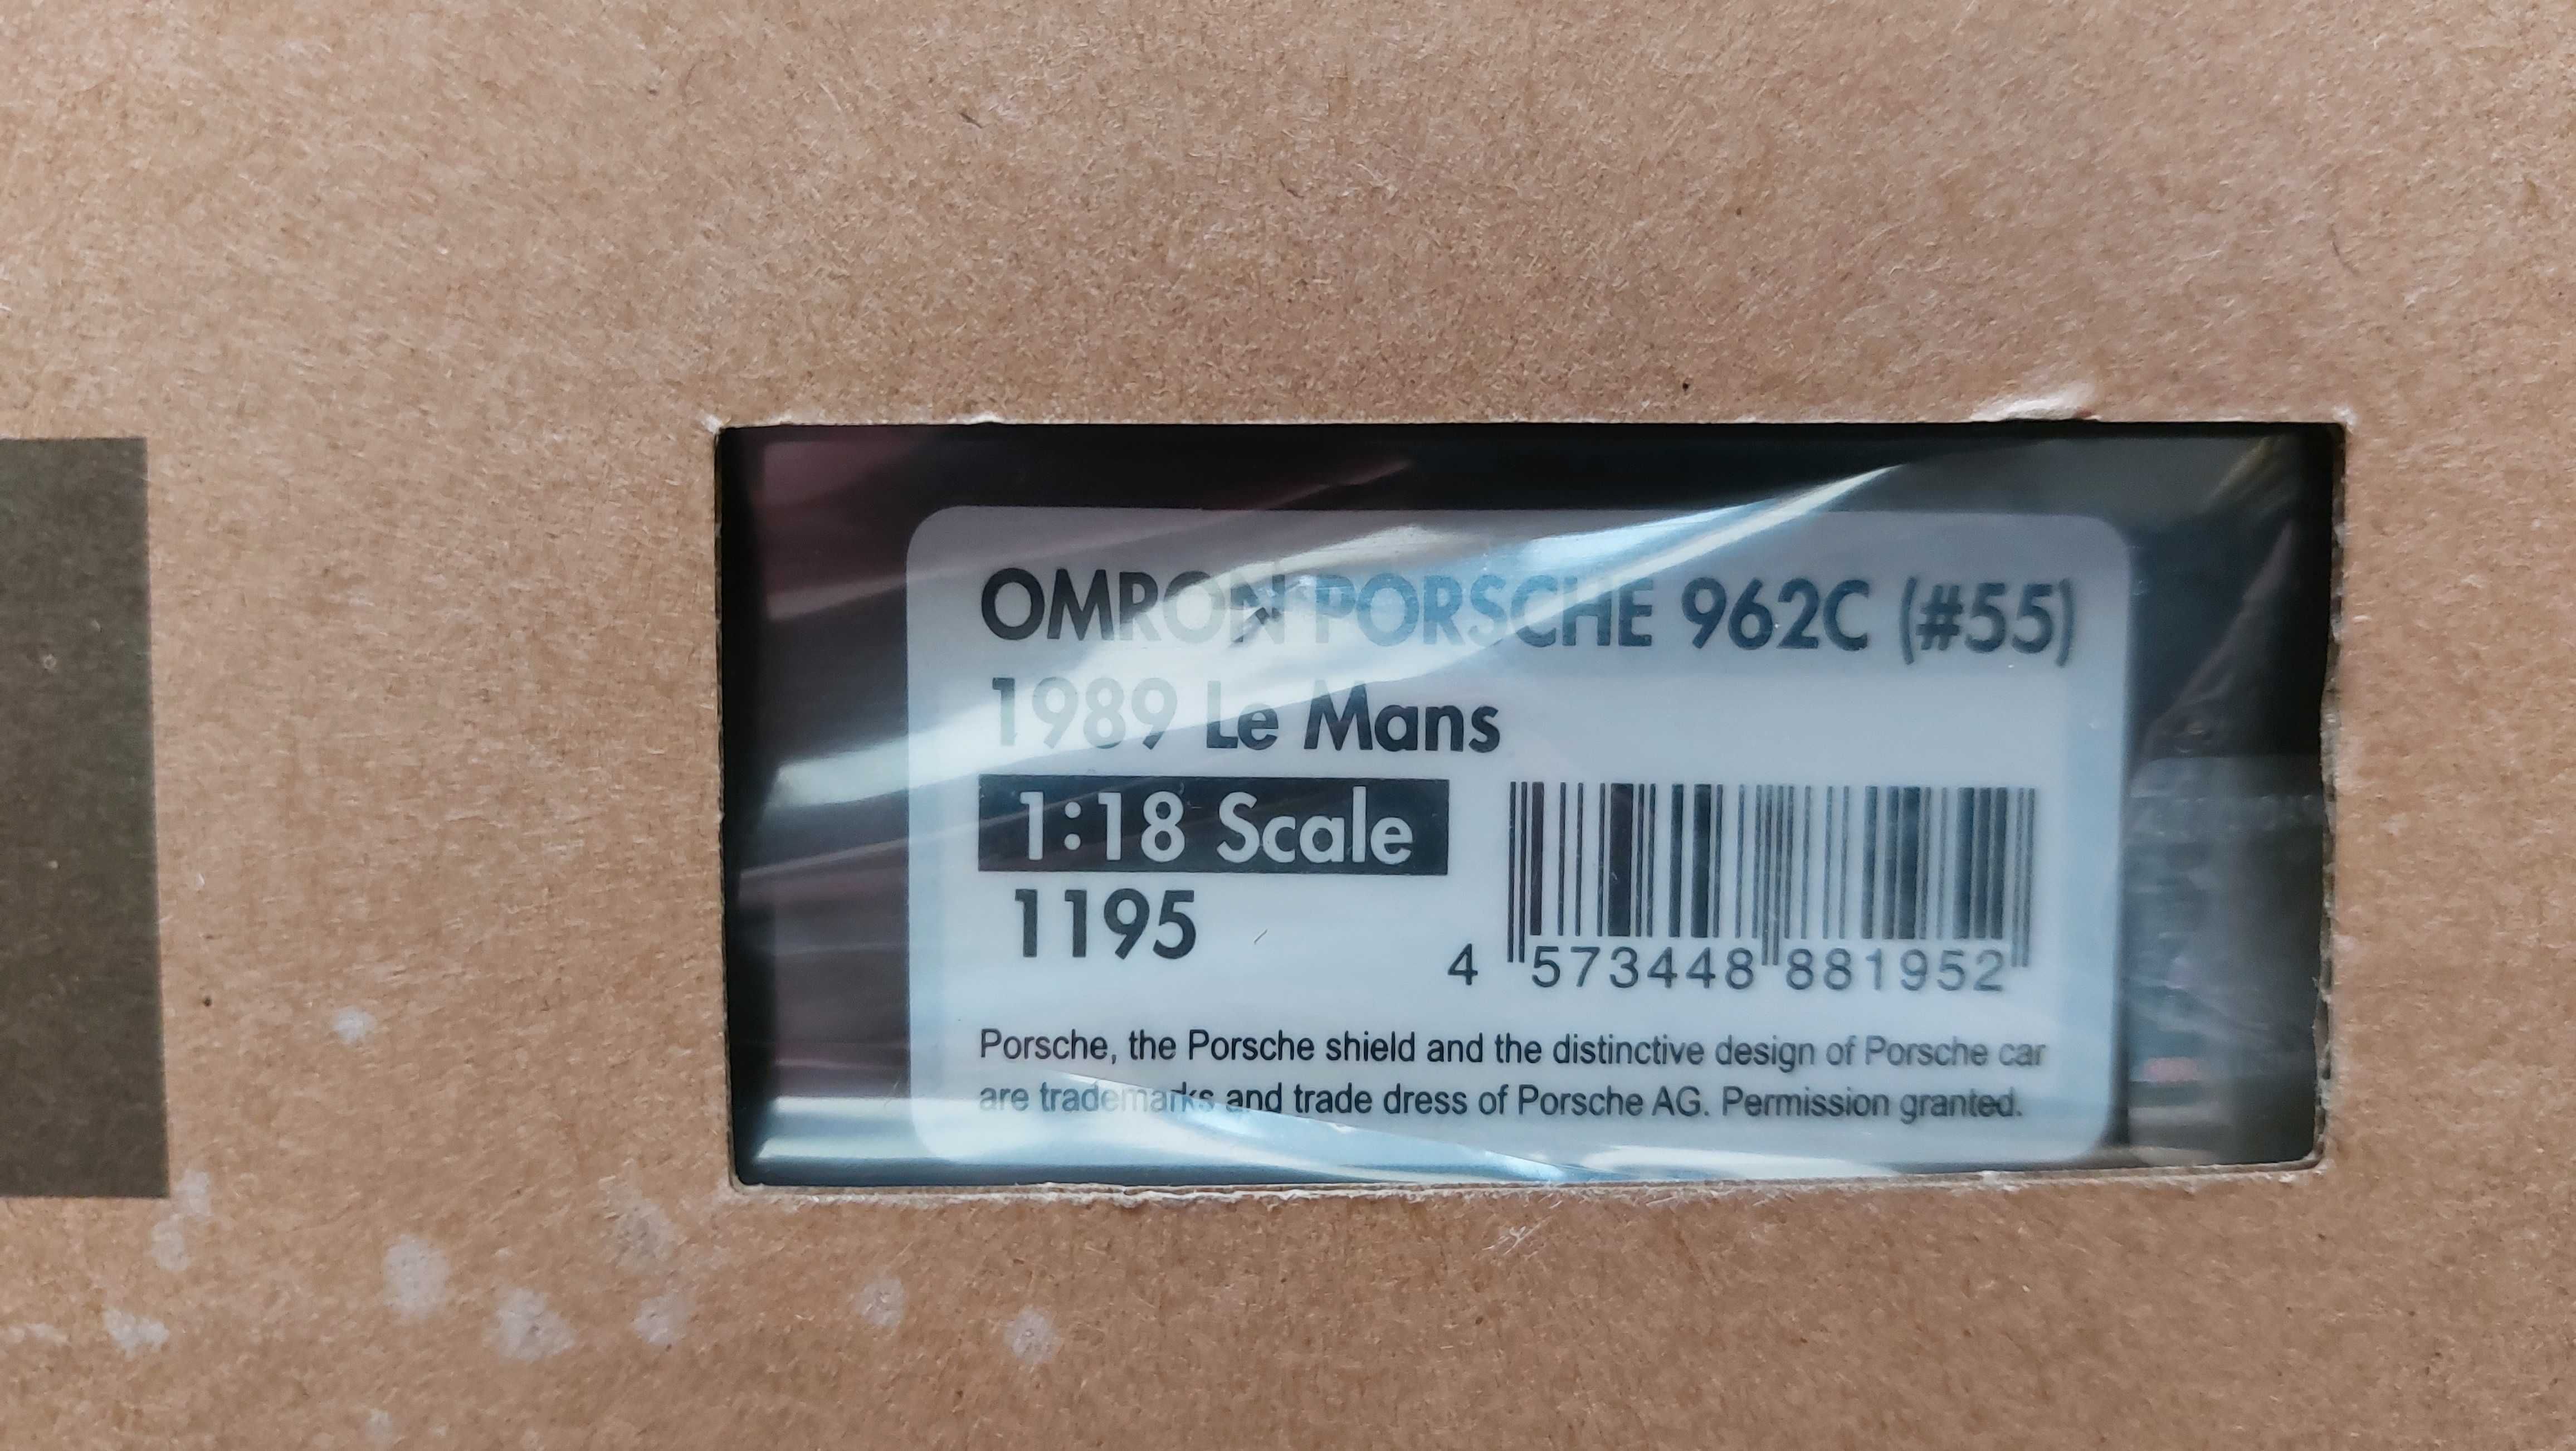 OMRON PORSCHE 962C (#55)
1989 Le Mans
1:18 Scale
1195
4 573448 881952
Porsche, the Porsche shield and the distinctive design of Porsche car
are trademarks and trade dress of Porsche AG. Permission granted.